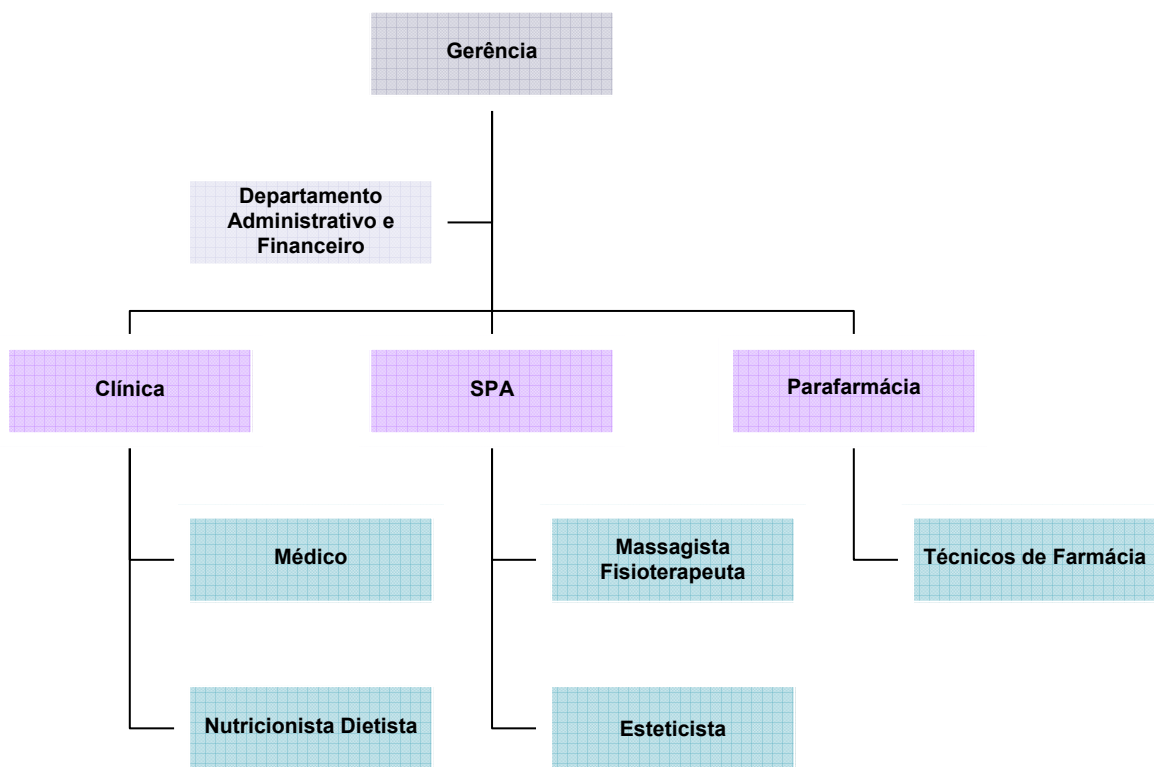 Gerência
Departamento
Administrativo e
Financeiro
Clínica
SPA
Parafarmácia
Médico
Massagista
Fisioterapeuta
Técnicos de Farmácia
Nutricionista Dietista
Esteticista